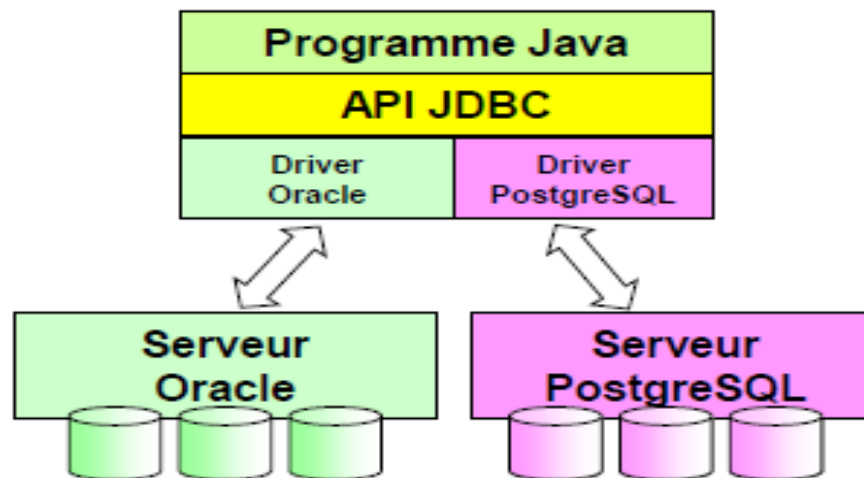 Programme Java
API JDBC
Driver
Oracle
Driver
PostgreSQL
Serveur
Oracle
Serveur
PostgreSQL